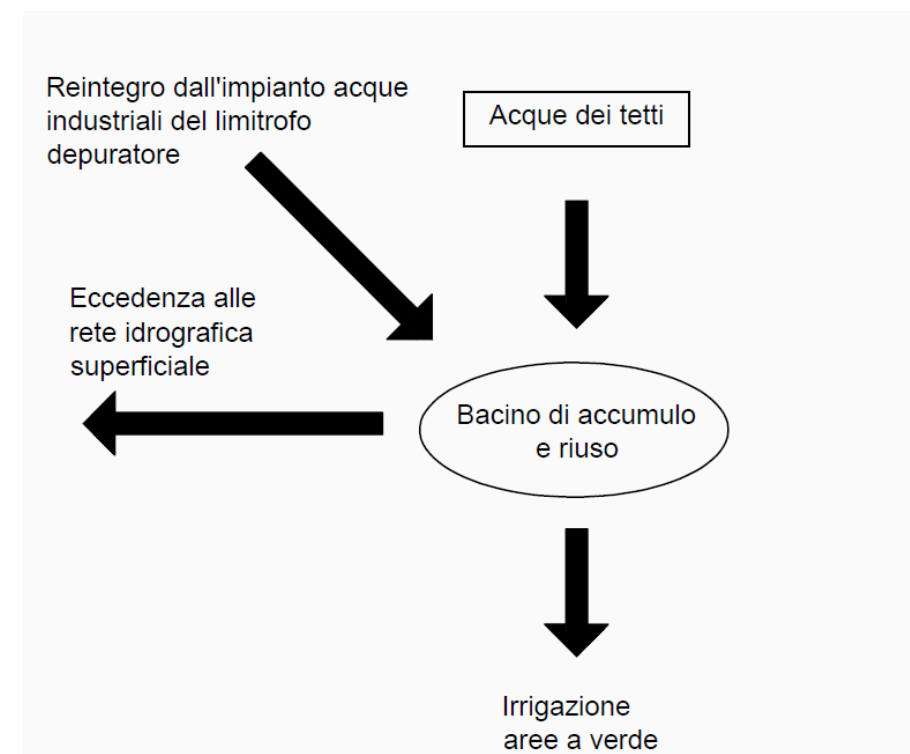 Reintegro dall'impianto acque
industriali del limitrofo
depuratore
Acque dei tetti
Eccedenza alle
rete idrografica
superficiale
Bacino di accumulo
e riuso
Irrigazione
aree a verde